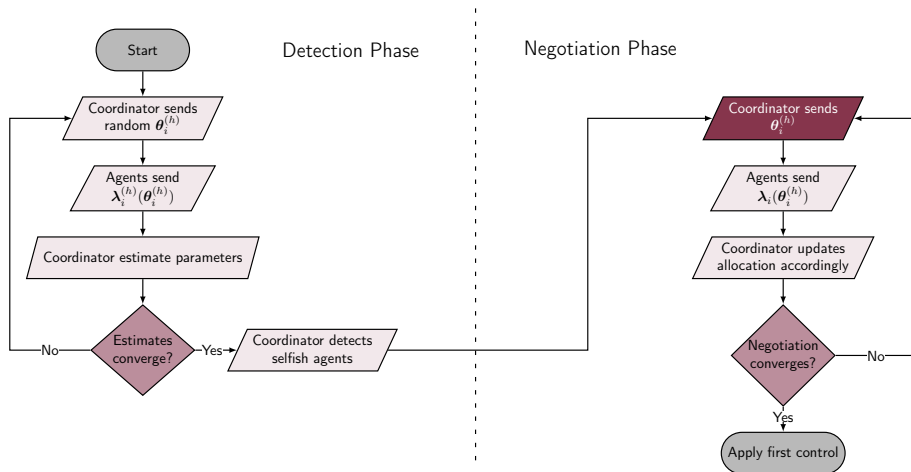 Start
Detection Phase
Coordinator sends
random θ_i^{(h)}
Agents send
λ_i^{(h)}(θ_i^{(h)})
Coordinator estimate parameters
Estimates
converge?
No
Yes
Coordinator detects
selfish agents
Negotiation Phase
Coordinator sends
θ_i^{(h)}
Agents send
λ_i(θ_i^{(h)})
Coordinator updates
allocation accordingly
Negotiation
converges?
No
Yes
Apply first control